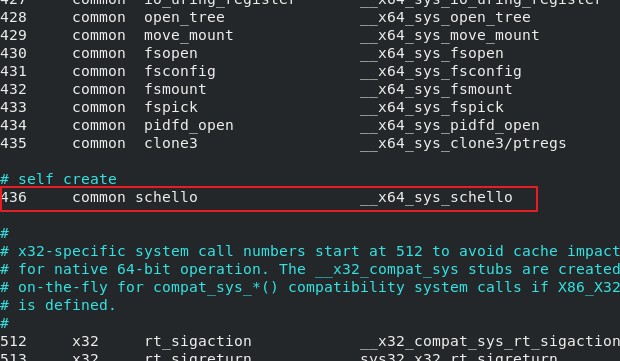 427 common io_uring_register __x64_sys_io_uring_register
428 common open_tree __x64_sys_open_tree
429 common move_mount __x64_sys_move_mount
430 common fsopen __x64_sys_fsopen
431 common fsconfig __x64_sys_fsconfig
432 common fsmount __x64_sys_fsmount
433 common fspick __x64_sys_fspick
434 common pidfd_open __x64_sys_pidfd_open
435 common clone3 __x64_sys_clone3/ptregs
# self create
436 common schello __x64_sys_schello
#
# x32-specific system call numbers start at 512 to avoid cache impact
# for native 64-bit operation. The __x32_compat_sys stubs are created
# on-the-fly for compat_sys_*() compatibility system calls if X86_X32
# is defined.
#
512 x32 rt_sigaction __x32_compat_sys_rt_sigaction
513 x32 rt_sigreturn sys32_x32_rt_sigreturn